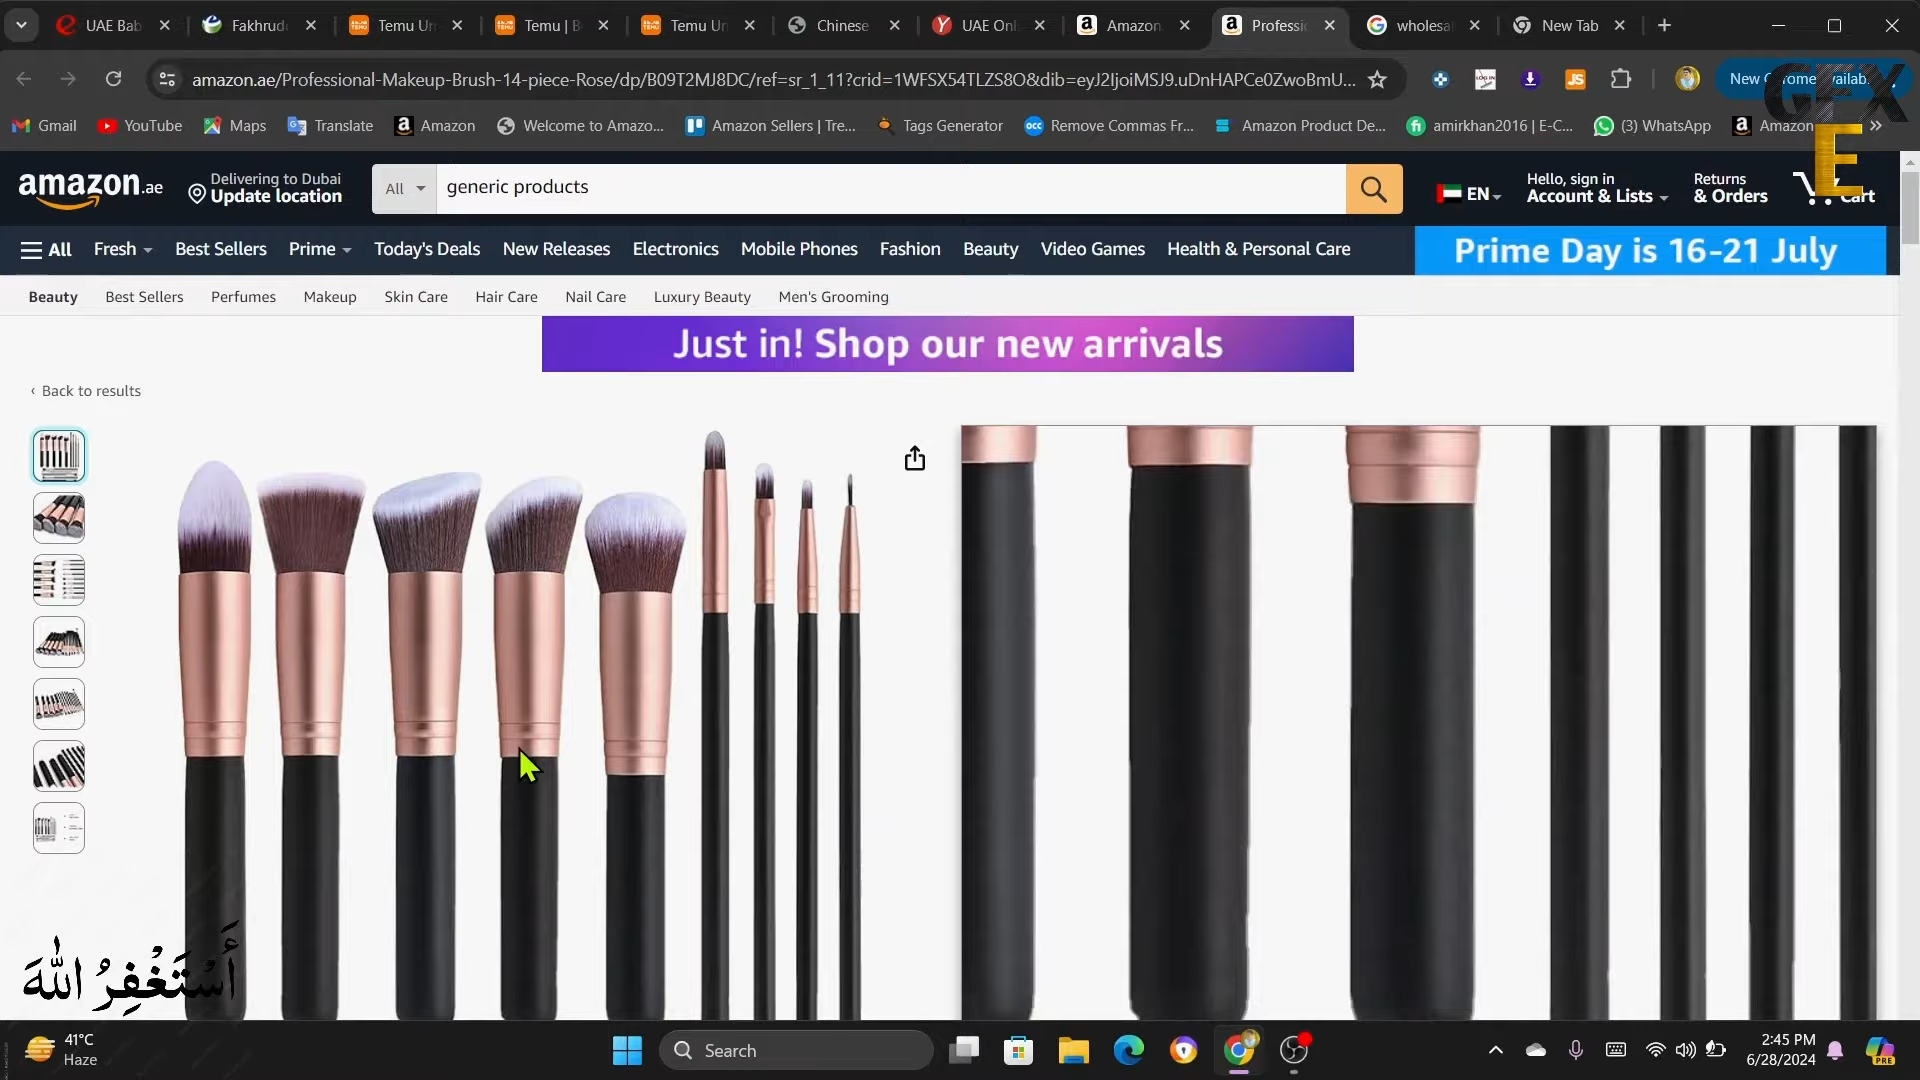 UAE Bab
Fakhrud
Temu Un
Temu | B
Temu Un
Chinese
UAE Onl
Amazon
Professi
wholesal
New Tab
amazon.ae/Professional-Makeup-Brush-14-piece-Rose/dp/B09T2MJ8DC/ref=sr_1_11?crid=1WFSX54TLZS8O&dib=eyJ2IjoiMSJ9.uDnHAPCe0ZwoBmU...
Gmail
YouTube
Maps
Translate
Amazon
Welcome to Amazo...
Amazon Sellers | Tre...
Tags Generator
Remove Commas Fr...
Amazon Product De...
amirkhan2016 | E-C...
(3) WhatsApp
Amazon
GFX
E
amazon.ae
Delivering to Dubai
Update location
All
generic products
EN
Hello, sign in
Account & Lists
Returns
& Orders
Cart
All
Fresh
Best Sellers
Prime
Today's Deals
New Releases
Electronics
Mobile Phones
Fashion
Beauty
Video Games
Health & Personal Care
Prime Day is 16-21 July
Beauty
Best Sellers
Perfumes
Makeup
Skin Care
Hair Care
Nail Care
Luxury Beauty
Men's Grooming
Just in! Shop our new arrivals
‹ Back to results
أَسْتَغْفِرُ اللهَ
41°C
Haze
Search
2:45 PM
6/28/2024